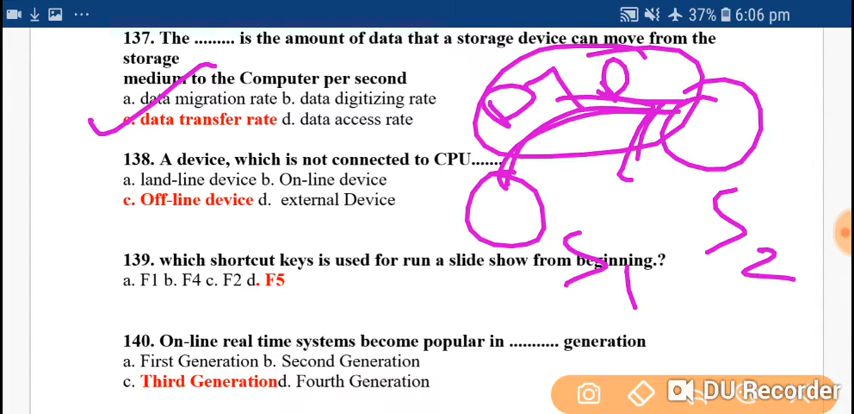 37% 6:06 pm
137. The ......... is the amount of data that a storage device can move from the
storage
medium to the Computer per second
a. data migration rate b. data digitizing rate
c. data transfer rate d. data access rate
138. A device, which is not connected to CPU.......
a. land-line device b. On-line device
c. Off-line device d. external Device
139. which shortcut keys is used for run a slide show from beginning.?
a. F1 b. F4 c. F2 d. F5
S1
S2
140. On-line real time systems become popular in ........... generation
a. First Generation b. Second Generation
c. Third Generationd. Fourth Generation
DU Recorder